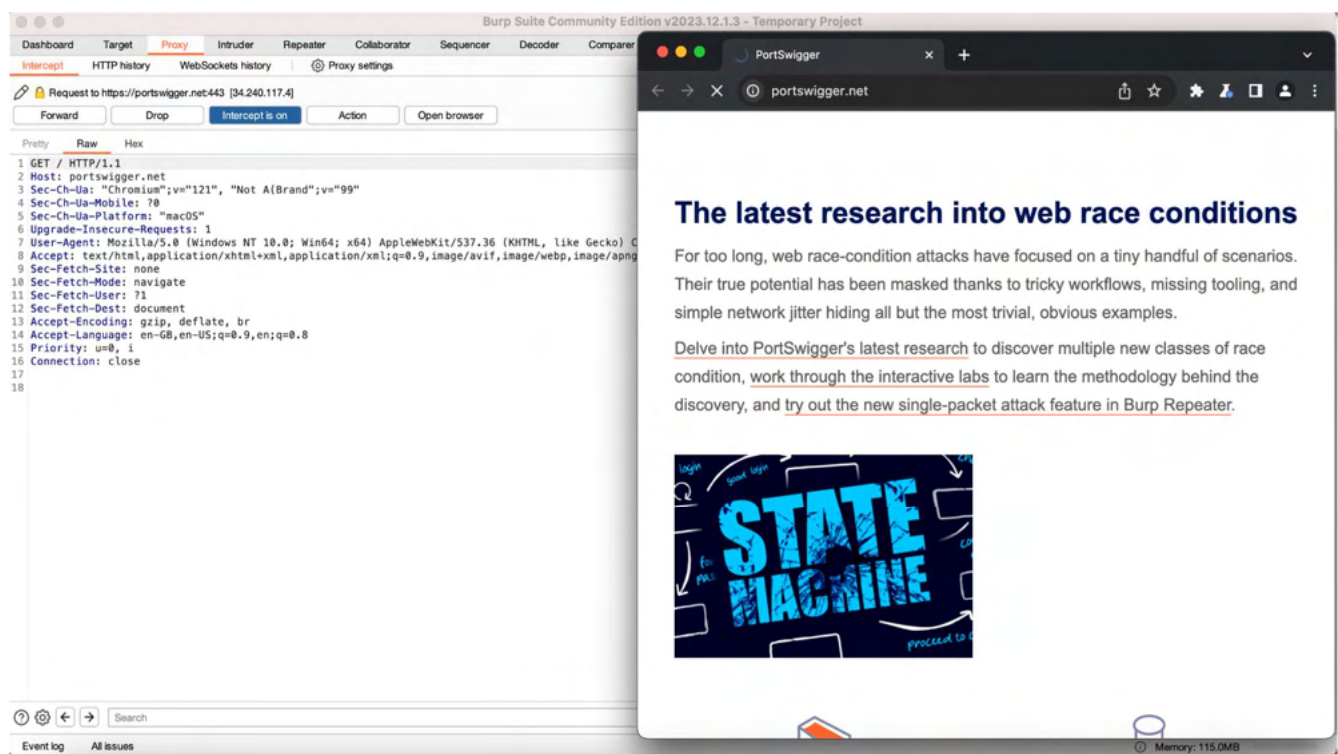 Burp Suite Community Edition v2023.12.1.3 - Temporary Project
Dashboard Target Proxy Intruder Repeater Collaborator Sequencer Decoder Comparer
Intercept HTTP history WebSockets history Proxy settings
Request to https://portswigger.net:443 [34.240.117.4]
Forward Drop Intercept is on Action Open browser
Pretty Raw Hex
1 GET / HTTP/1.1
2 Host: portswigger.net
3 Sec-Ch-Ua: "Chromium";v="121", "Not A(Brand";v="99"
4 Sec-Ch-Ua-Mobile: ?0
5 Sec-Ch-Ua-Platform: "macOS"
6 Upgrade-Insecure-Requests: 1
7 User-Agent: Mozilla/5.0 (Windows NT 10.0; Win64; x64) AppleWebKit/537.36 (KHTML, like Gecko) C
8 Accept: text/html,application/xhtml+xml,application/xml;q=0.9,image/avif,image/webp,image/apng
9 Sec-Fetch-Site: none
10 Sec-Fetch-Mode: navigate
11 Sec-Fetch-User: ?1
12 Sec-Fetch-Dest: document
13 Accept-Encoding: gzip, deflate, br
14 Accept-Language: en-GB,en-US;q=0.9,en;q=0.8
15 Priority: u=0, i
16 Connection: close
17
18
Search
Event log All issues
Memory: 115.0MB
PortSwigger
portswigger.net
The latest research into web race conditions
For too long, web race-condition attacks have focused on a tiny handful of scenarios.
Their true potential has been masked thanks to tricky workflows, missing tooling, and
simple network jitter hiding all but the most trivial, obvious examples.
Delve into PortSwigger's latest research to discover multiple new classes of race
condition, work through the interactive labs to learn the methodology behind the
discovery, and try out the new single-packet attack feature in Burp Repeater.
login
good login
STATE
MACHINE
proceed to